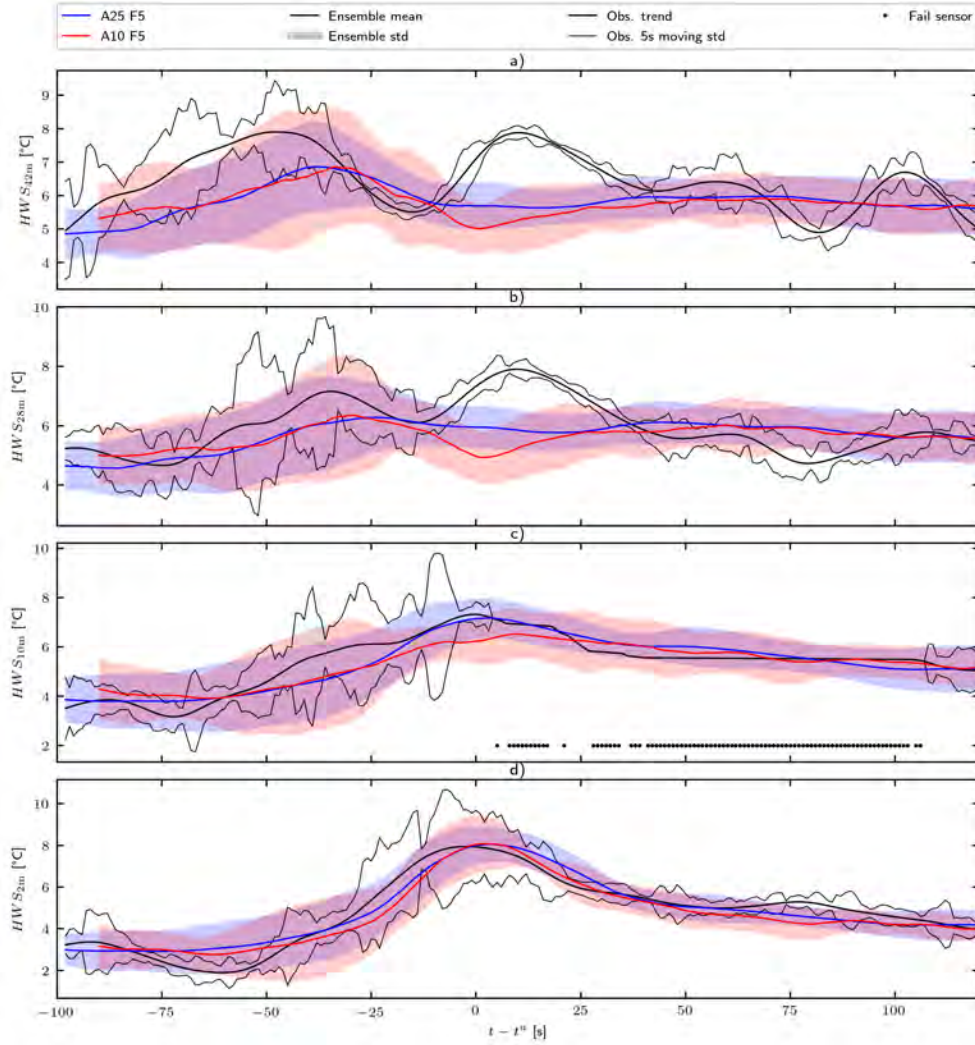 A25 F5 Ensemble mean Obs. trend Fail sensor
A10 F5 Ensemble std Obs. 5s moving std
a)
9
8
7
6
5
4
HWS42m [°C]
b)
10
8
6
4
HWS28m [°C]
c)
10
8
6
4
2
HWS10m [°C]
d)
10
8
6
4
2
HWS2m [°C]
−100 −75 −50 −25 0 25 50 75 100
t − tᵘ [s]